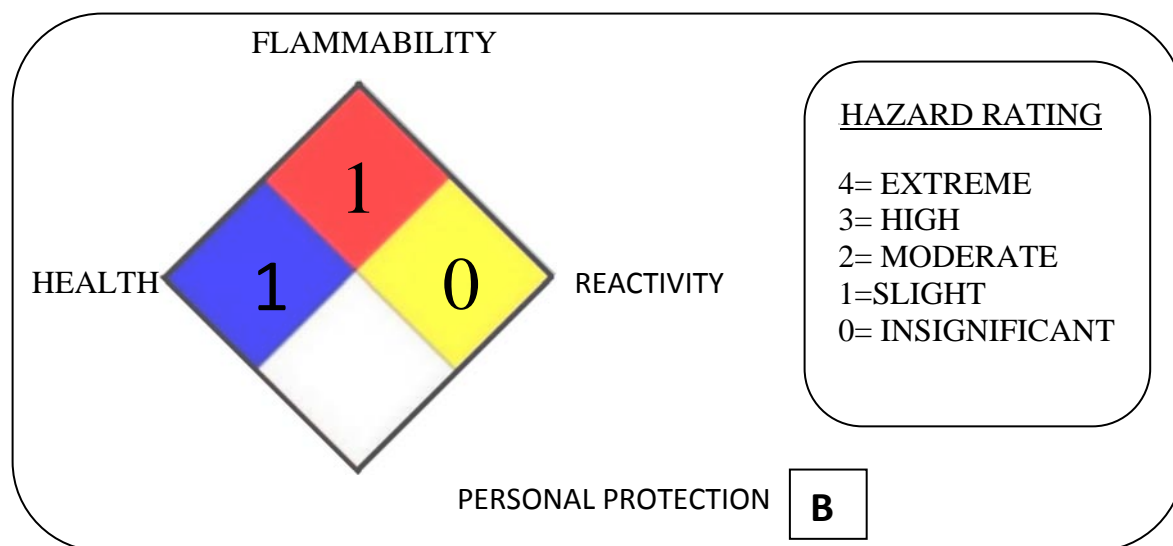 FLAMMABILITY
1
HEALTH
1
0
REACTIVITY
PERSONAL PROTECTION B
HAZARD RATING
4= EXTREME
3= HIGH
2= MODERATE
1=SLIGHT
0= INSIGNIFICANT